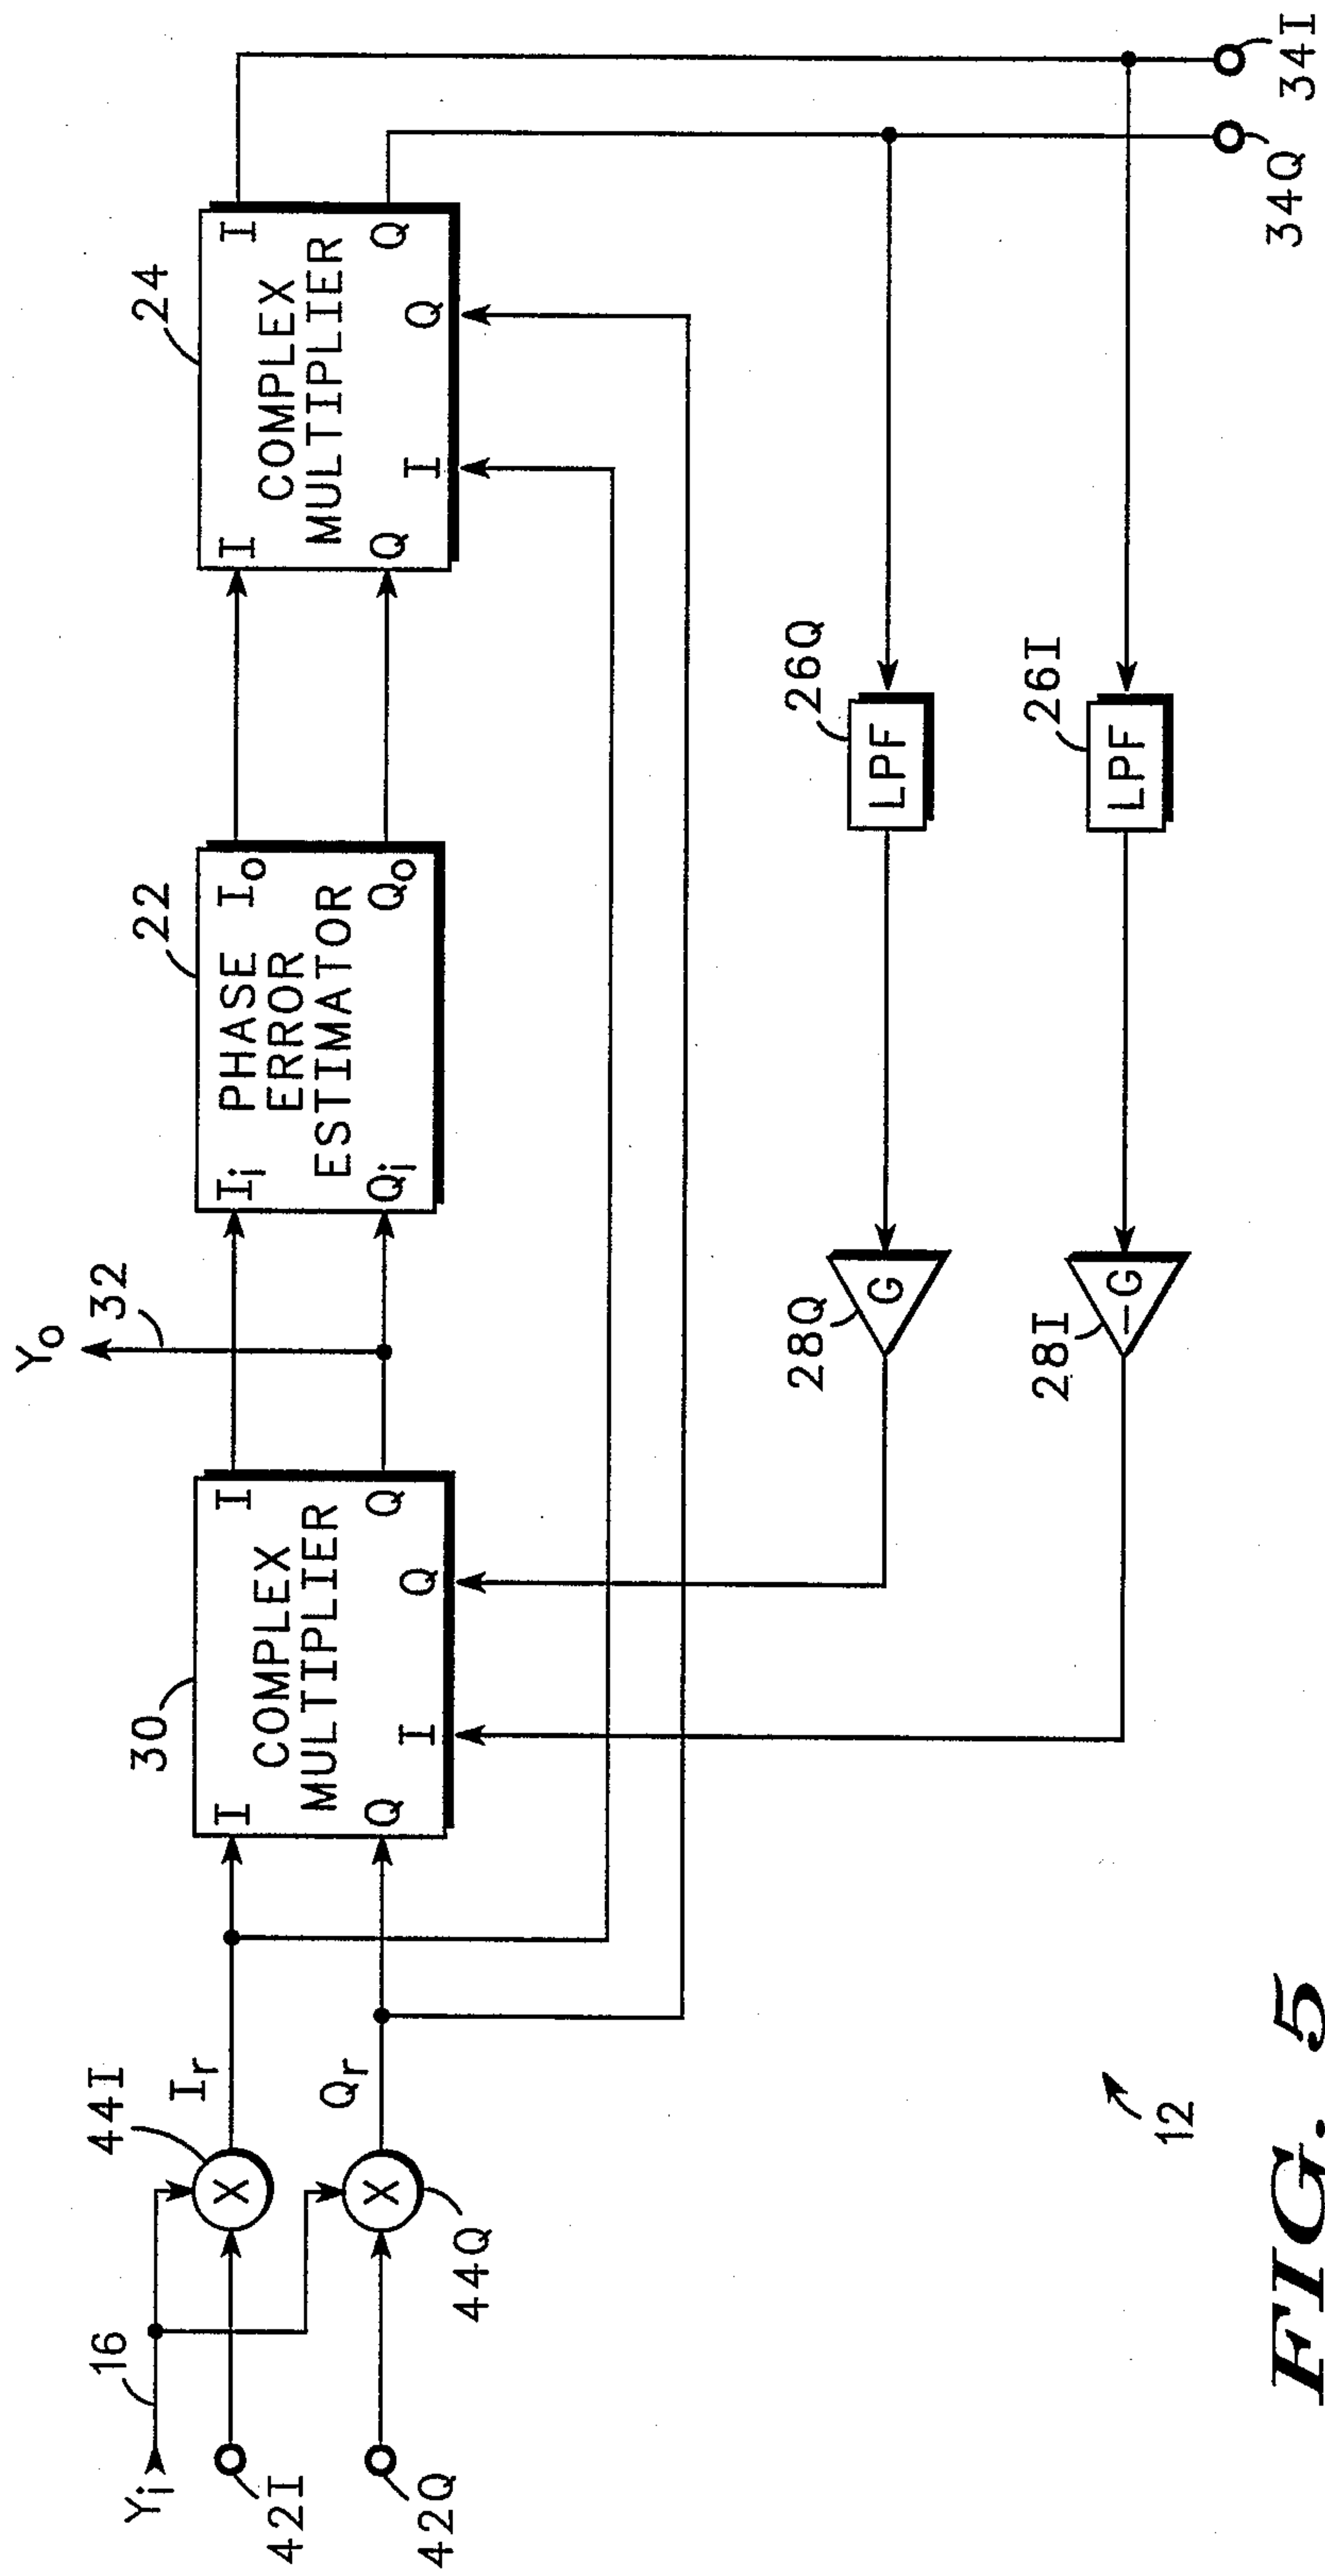 Yi
16
42I
42Q
44I
44Q
Ir
Qr
X
X
30
I
COMPLEX
MULTIPLIER
Q
I
Q
I
Q
Yo
32
22
Ii
PHASE
ERROR
ESTIMATOR
Qi
Io
Qo
24
I
COMPLEX
MULTIPLIER
Q
I
Q
I
Q
28Q
G
26Q
LPF
28I
-G
26I
LPF
34Q
34I
12
FIG. 5